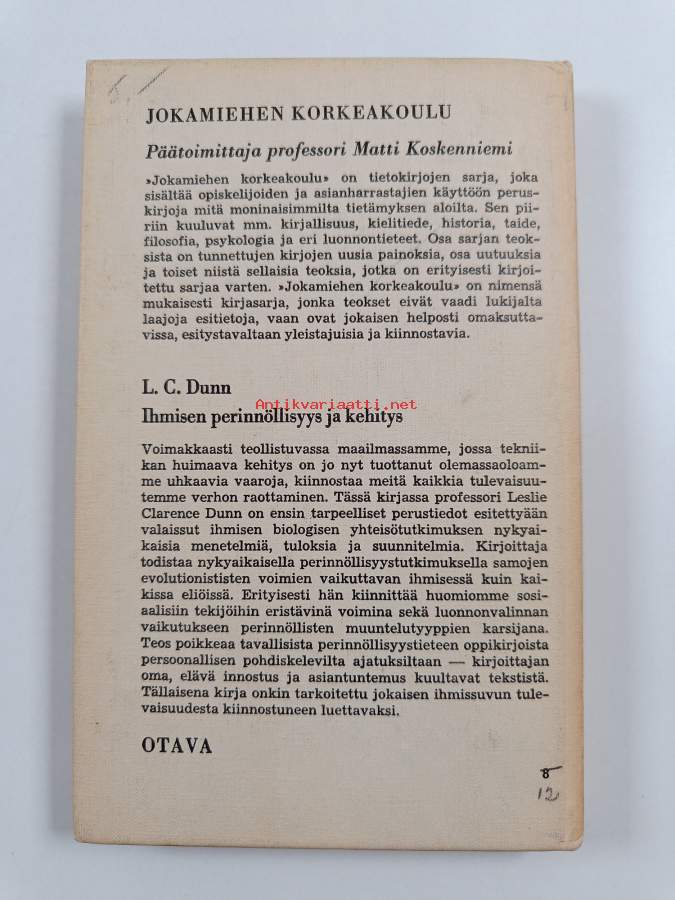 5.
JOKAMIEHEN KORKEAKOULU
Päätoimittaja professori Matti Koskenniemi
»Jokamiehen korkeakoulu» on tietokirjojen sarja, joka
sisältää opiskelijoiden ja asianharrastajien käyttöön perus-
kirjoja mitä moninaisimmilta tietämyksen aloilta. Sen pii-
riin kuuluvat mm. kirjallisuus, kielitiede, historia, taide,
filosofia, psykologia ja eri luonnontieteet. Osa sarjan teok-
sista on tunnettujen kirjojen uusia painoksia, osa uutuuksia
ja toiset niistä sellaisia teoksia, jotka on erityisesti kirjoi-
tettu sarjaa varten. »Jokamiehen korkeakoulu» on nimensä
mukaisesti kirjasarja, jonka teokset eivät vaadi lukijalta
laajoja esitietoja, vaan ovat jokaisen helposti omaksutta-
vissa, esitystavaltaan yleistajuisia ja kiinnostavia.
L. C. Dunn
Antikvariaatti.net
Ihmisen perinnöllisyys ja kehitys
Voimakkaasti teollistuvassa maailmassamme, jossa teknii-
kan huimaava kehitys on jo nyt tuottanut olemassaoloam-
me uhkaavia vaaroja, kiinnostaa meitä kaikkia tulevaisuu-
temme verhon raottaminen. Tässä kirjassa professori Leslie
Clarence Dunn on ensin tarpeelliset perustiedot esitettyään
valaissut ihmisen biologisen yhteisötutkimuksen nykyai-
kaisia menetelmiä, tuloksia ja suunnitelmia. Kirjoittaja
todistaa nykyaikaisella perinnöllisyystutkimuksella samojen
evolutionististen voimien vaikuttavan ihmisessä kuin kai-
kissa eliöissä. Erityisesti hän kiinnittää huomiomme sosi-
aalisiin tekijöihin eristävinä voimina sekä luonnonvalinnan
vaikutukseen perinnöllisten muuntelutyyppien karsijana.
Teos poikkeaa tavallisista perinnöllisyystieteen oppikirjoista
persoonallisen pohdiskelevilta ajatuksiltaan — kirjoittajan
oma, elävä innostus ja asiantuntemus kuultavat tekstistä.
Tällaisena kirja onkin tarkoitettu jokaisen ihmissuvun tule-
vaisuudesta kiinnostuneen luettavaksi.
OTAVA
8
12